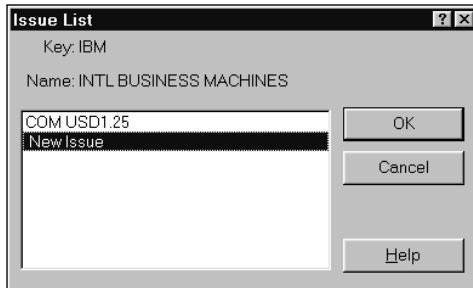 Issue List
Key: IBM
Name: INTL BUSINESS MACHINES
COM USD1.25
New Issue
OK
Cancel
Help